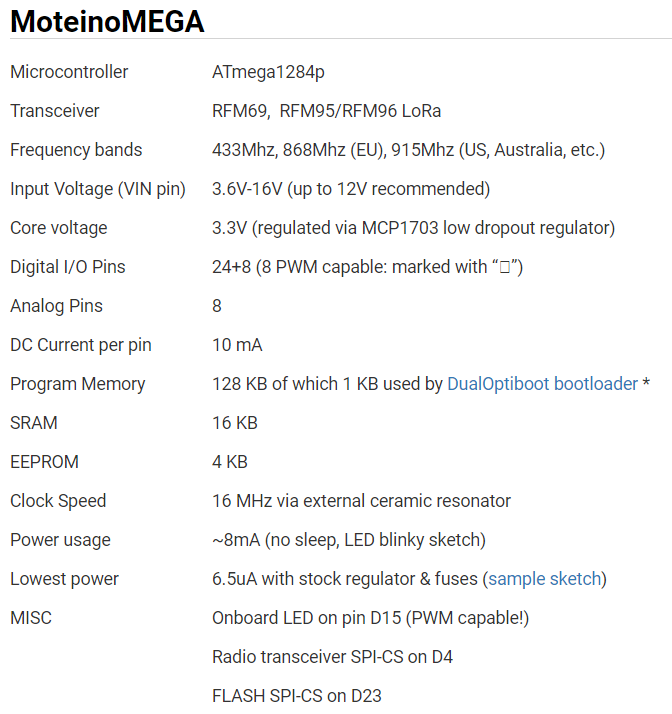 MoteinoMEGA
Microcontroller ATmega1284p
Transceiver RFM69, RFM95/RFM96 LoRa
Frequency bands 433Mhz, 868Mhz (EU), 915Mhz (US, Australia, etc.)
Input Voltage (VIN pin) 3.6V-16V (up to 12V recommended)
Core voltage 3.3V (regulated via MCP1703 low dropout regulator)
Digital I/O Pins 24+8 (8 PWM capable: marked with “▯”)
Analog Pins 8
DC Current per pin 10 mA
Program Memory 128 KB of which 1 KB used by DualOptiboot bootloader *
SRAM 16 KB
EEPROM 4 KB
Clock Speed 16 MHz via external ceramic resonator
Power usage ~8mA (no sleep, LED blinky sketch)
Lowest power 6.5uA with stock regulator & fuses (sample sketch)
MISC Onboard LED on pin D15 (PWM capable!)
Radio transceiver SPI-CS on D4
FLASH SPI-CS on D23